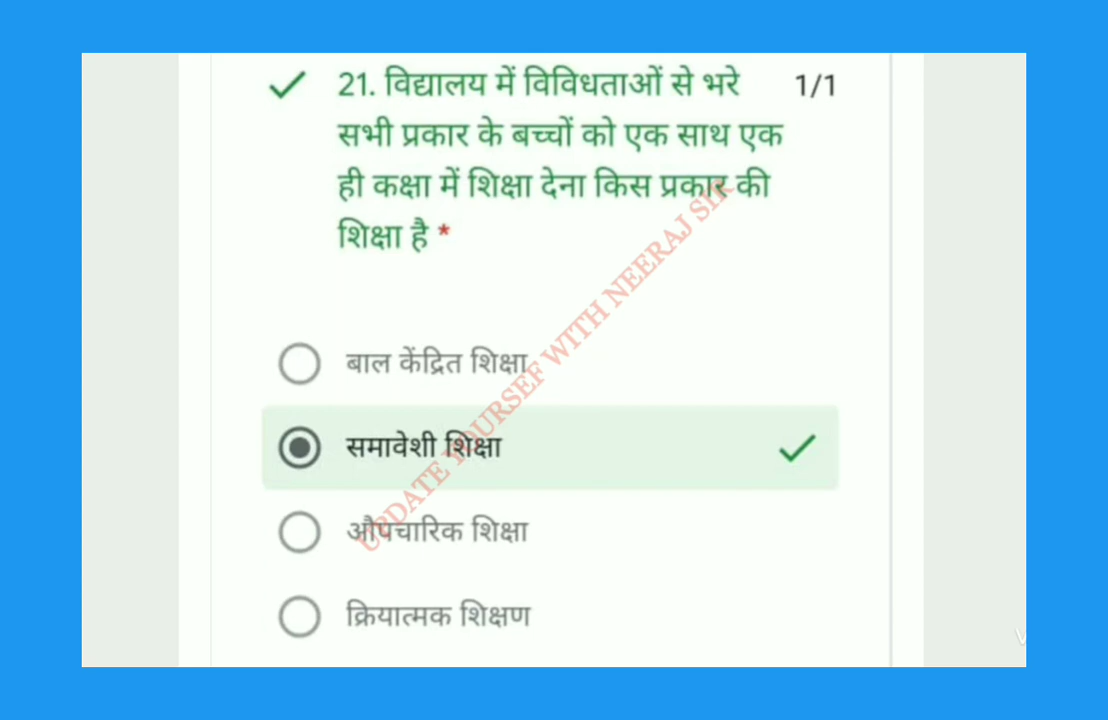 21. विद्यालय में विविधताओं से भरे 1/1
सभी प्रकार के बच्चों को एक साथ एक
ही कक्षा में शिक्षा देना किस प्रकार की
शिक्षा है *
बाल केंद्रित शिक्षा
समावेशी शिक्षा
औपचारिक शिक्षा
क्रियात्मक शिक्षण
UPDATE YOURSEF WITH NEERAJ SIR